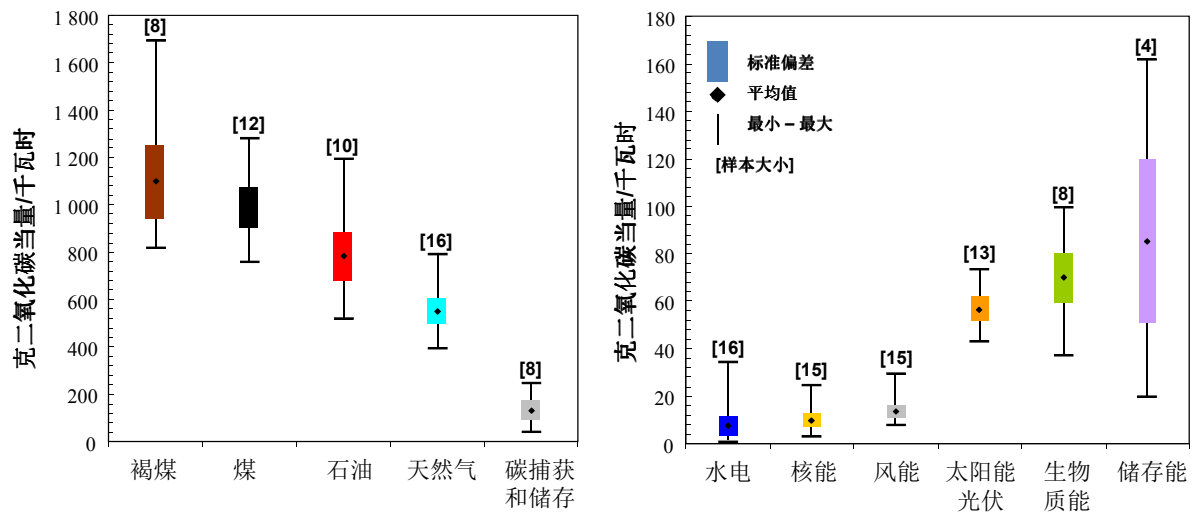 克二氧化碳当量/千瓦时
1 800
1 600
1 400
1 200
1 000
800
600
400
200
0
[8]
[12]
[10]
[16]
[8]
褐煤
煤
石油
天然气
碳捕获
和储存
克二氧化碳当量/千瓦时
180
160
140
120
100
80
60
40
20
0
标准偏差
平均值
最小－最大
[样本大小]
[16]
[15]
[15]
[13]
[8]
[4]
水电
核能
风能
太阳能
光伏
生物
质能
储存能